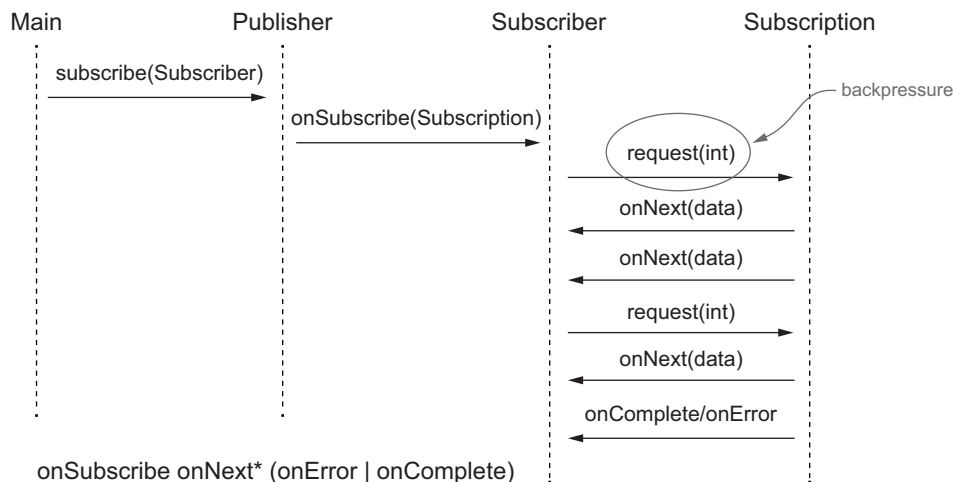 Main Publisher Subscriber Subscription
subscribe(Subscriber)
backpressure
onSubscribe(Subscription)
request(int)
onNext(data)
onNext(data)
request(int)
onNext(data)
onComplete/onError
onSubscribe onNext* (onError | onComplete)